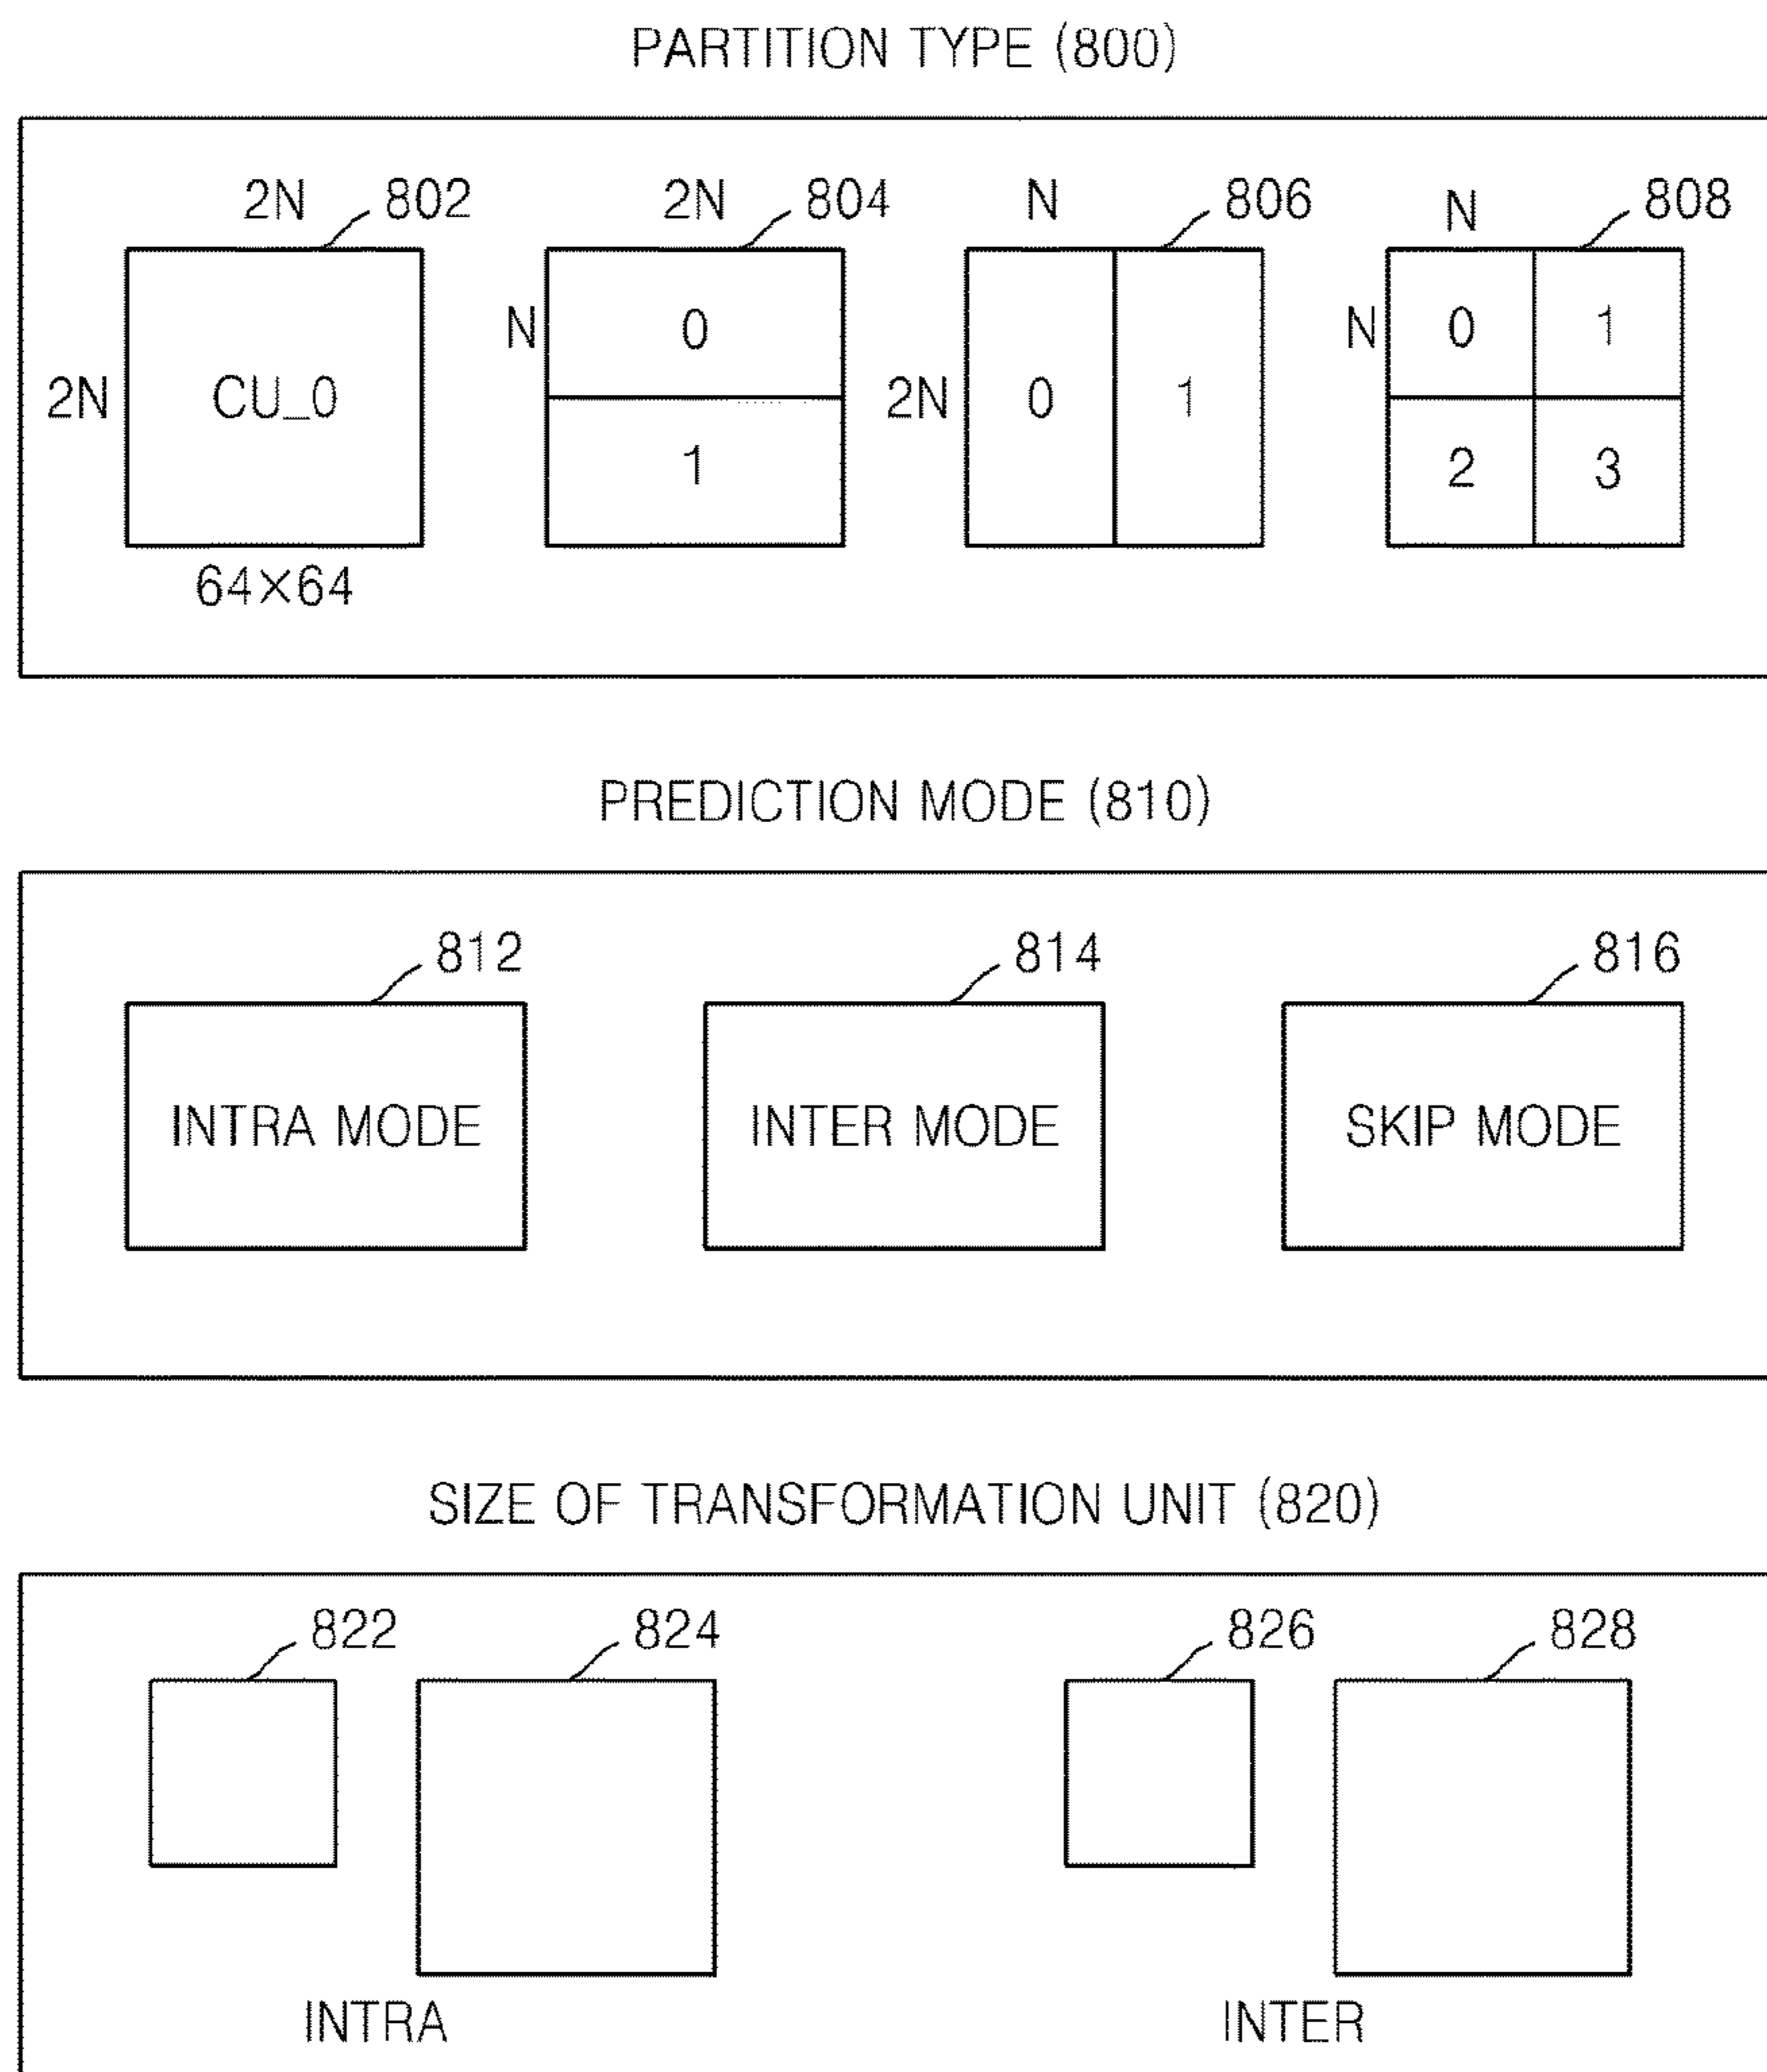 PARTITION TYPE (800)
2N 802 2N 804 N 806 N 808
2N CU_0 N 0 1 2N 0 1 N 0 1 2 3
64×64
PREDICTION MODE (810)
812 814 816
INTRA MODE INTER MODE SKIP MODE
SIZE OF TRANSFORMATION UNIT (820)
822 824 826 828
INTRA INTER